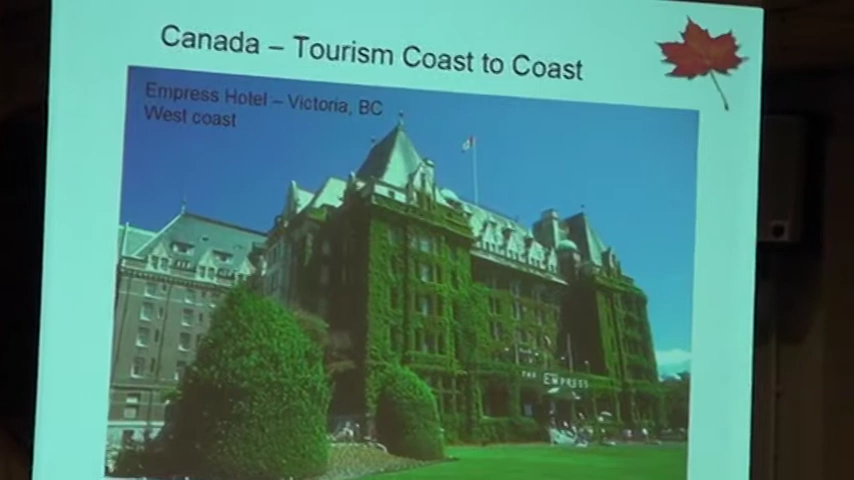 Canada – Tourism Coast to Coast
Empress Hotel – Victoria, BC
West coast
THE EMPRESS